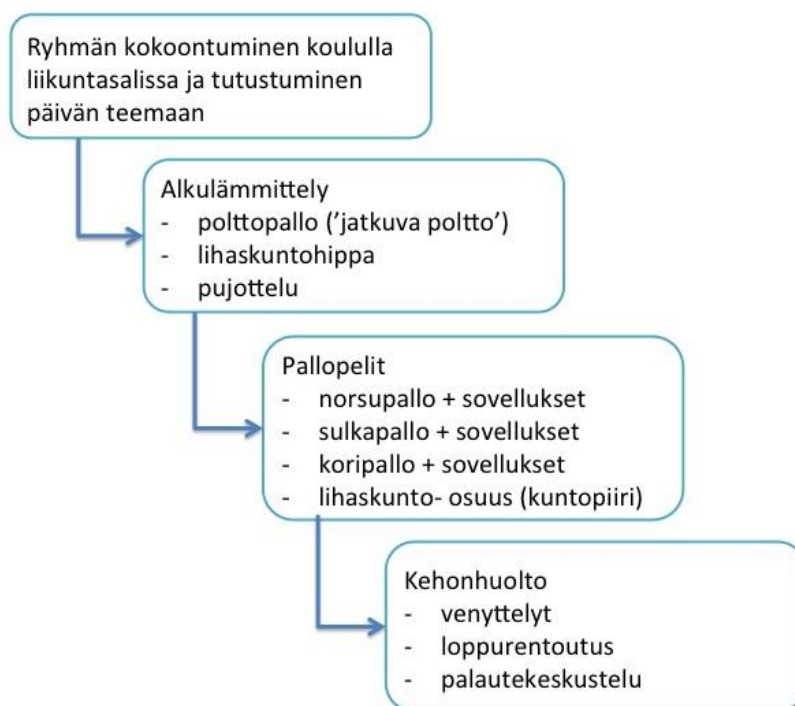 Ryhmän kokoontuminen koululla
liikuntasalissa ja tutustuminen
päivän teemaan
Alkulämmittely
- polttopallo (’jatkuva poltto’)
- lihaskuntohippa
- pujottelu
Pallopelit
- norsupallo + sovellukset
- sulkapallo + sovellukset
- koripallo + sovellukset
- lihaskunto- osuus (kuntopiiri)
Kehonhuolto
- venyttelyt
- loppurentoutus
- palautekeskustelu